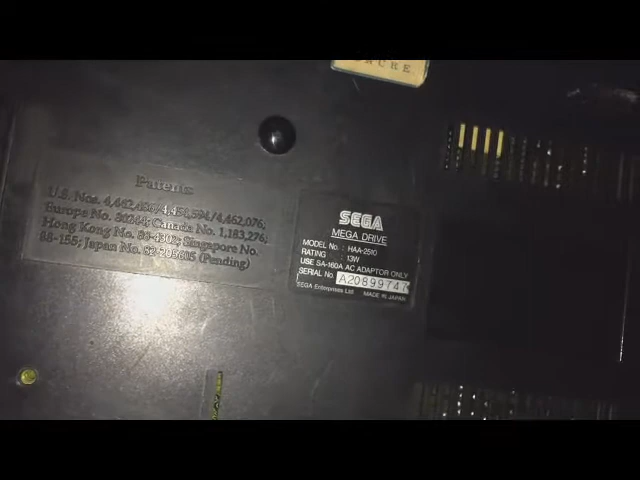 Patents
U.S. Nos. 4,442,486/4,454,594/4,462,076;
Europe No. 80244; Canada No. 1,183,276;
Hong Kong No. 88-4302; Singapore No.
88-155; Japan No. 82-205605 (Pending)
SEGA
MEGA DRIVE
MODEL No. : HAA-2510
RATING : 13W
USE SA-160A AC ADAPTOR ONLY
SERIAL No. A20899747
SEGA Enterprises Ltd. MADE IN JAPAN